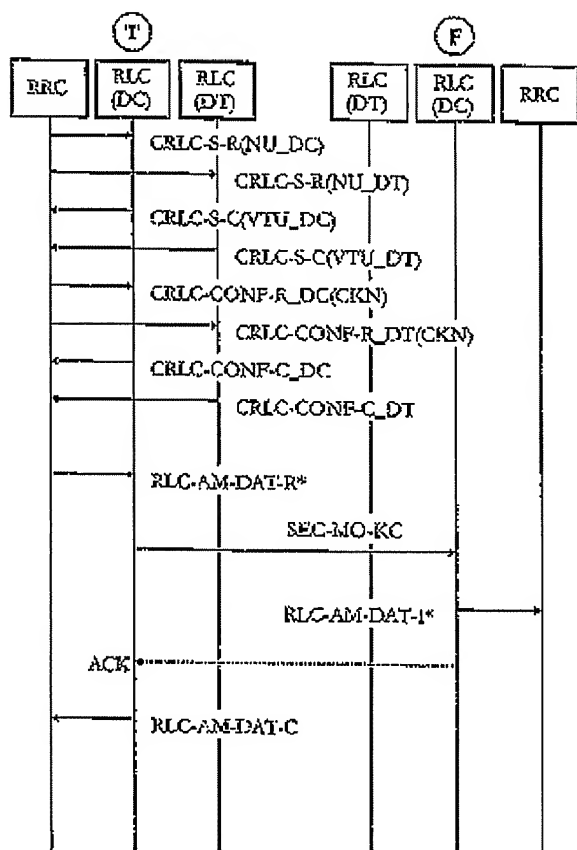 T
F
RRC
RLC
(DC)
RLC
(DT)
RLC
(DT)
RLC
(DC)
RRC
CRLC-S-R(NU_DC)
CRLC-S-R(NU_DT)
CRLC-S-C(VTU_DC)
CRLC-S-C(VTU_DT)
CRLC-CONF-R_DC(CKN)
CRLC-CONF-R_DT(CKN)
CRLC-CONF-C_DC
CRLC-CONF-C_DT
RLC-AM-DAT-R*
SEC-MO-KC
RLC-AM-DAT-I*
ACK
RLC-AM-DAT-C